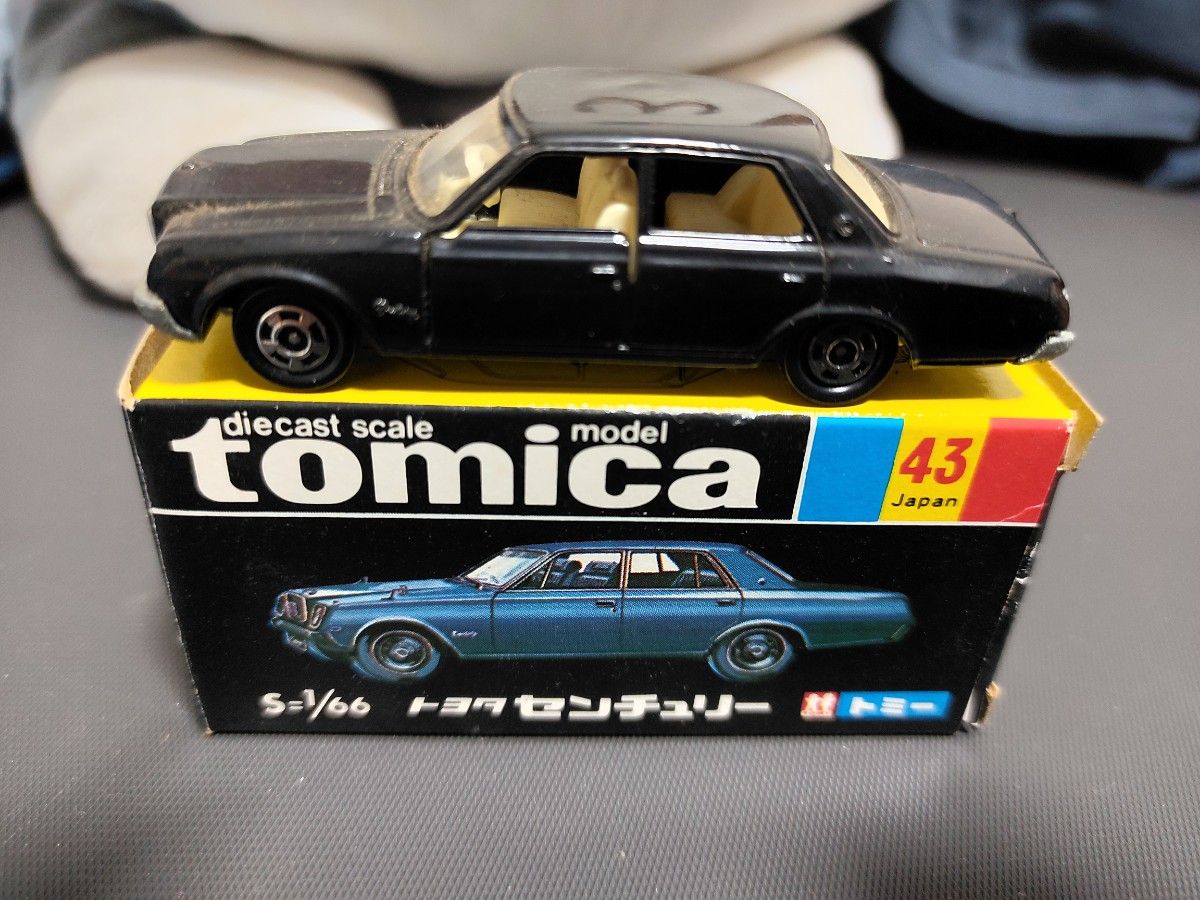 diecast scale model
tomica
43
Japan
S=1/66 トヨタ センチュリー
トミー